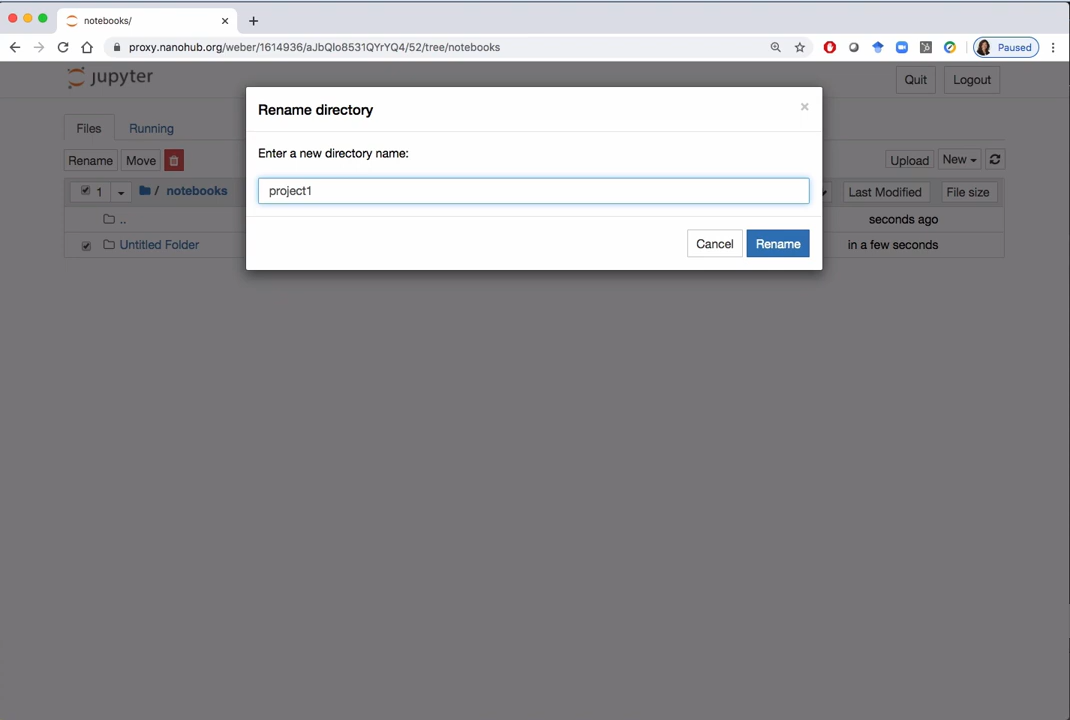 notebooks/
proxy.nanohub.org/weber/1614936/aJbQlo8531QYrYQ4/52/tree/notebooks
Paused
jupyter
Quit
Logout
Rename directory
Files
Running
Enter a new directory name:
Rename
Move
Upload
New
1
/ notebooks
project1
Last Modified
File size
..
seconds ago
Untitled Folder
Cancel
Rename
in a few seconds